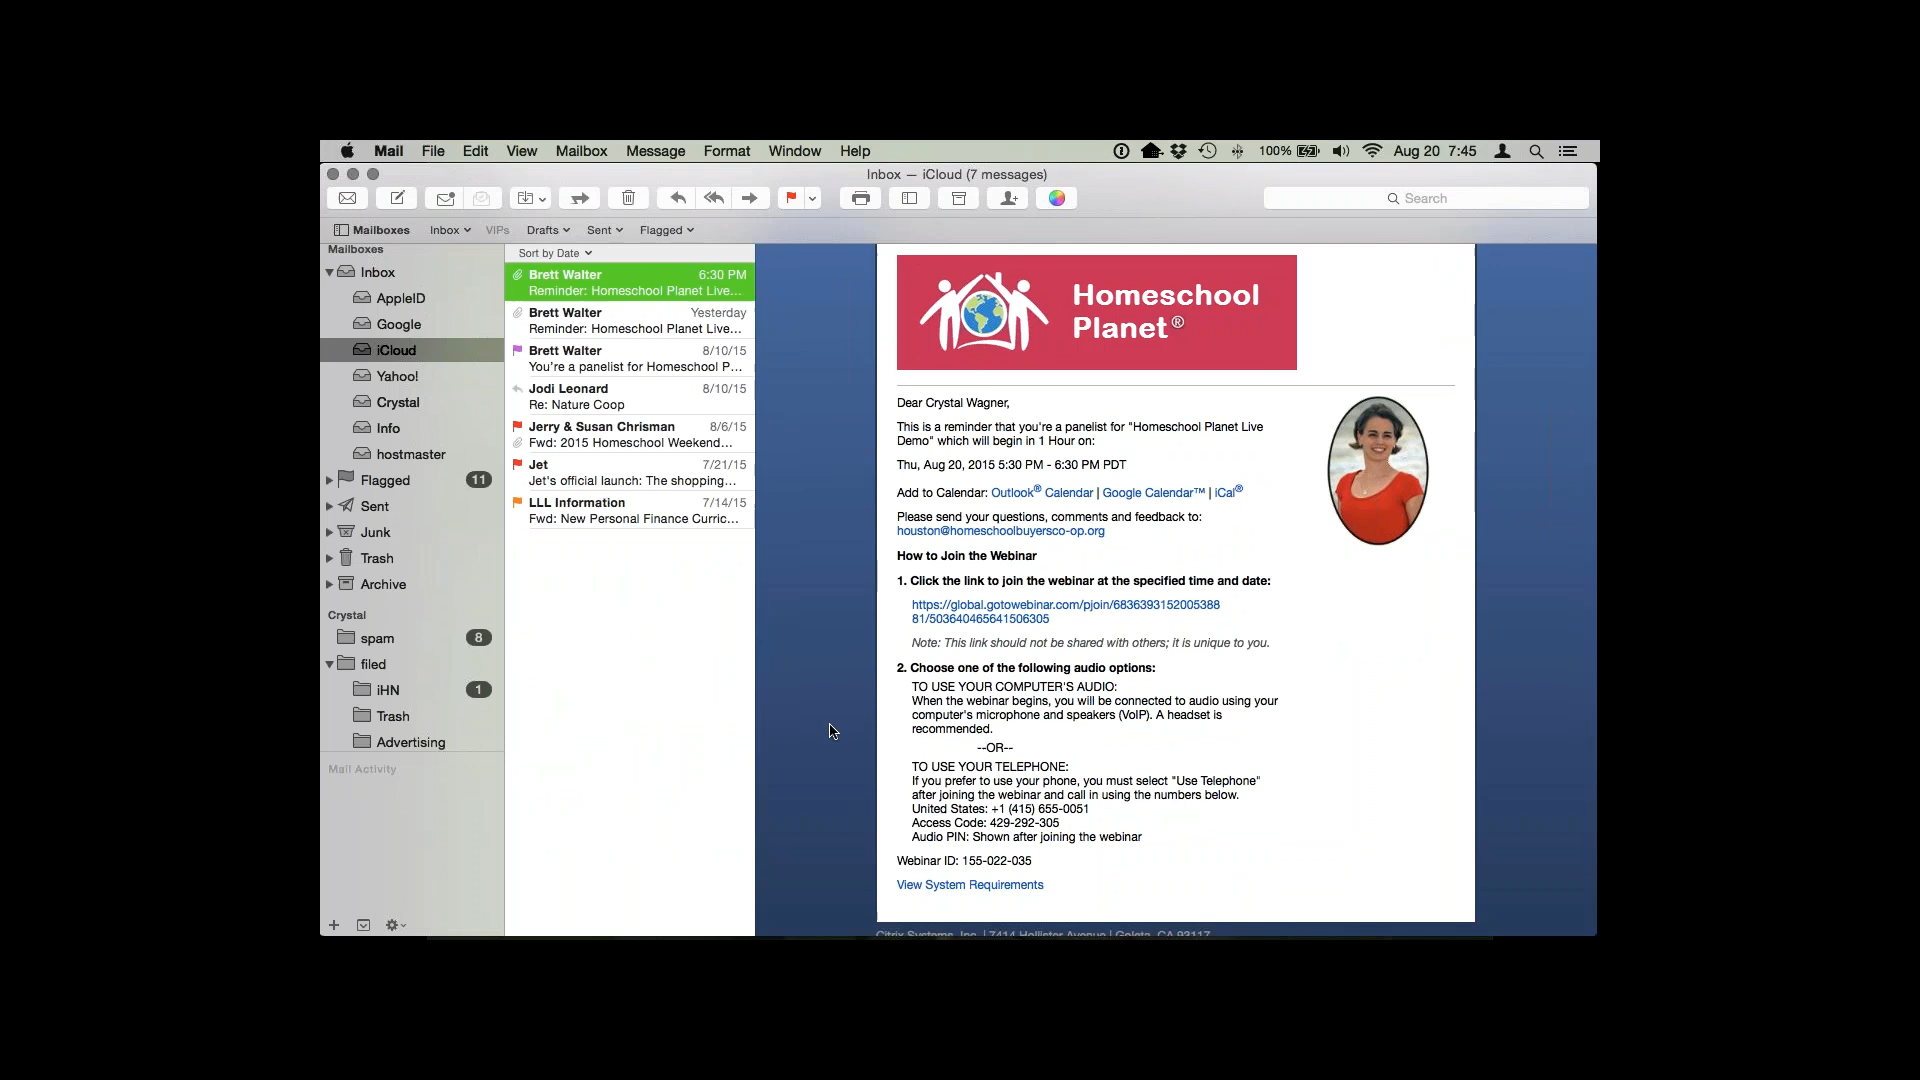 Mail File Edit View Mailbox Message Format Window Help 100% Aug 20 7:45
Inbox — iCloud (7 messages)
Search
Mailboxes Inbox VIPs Drafts Sent Flagged
Mailboxes
Inbox
AppleID
Google
iCloud
Yahoo!
Crystal
Info
hostmaster
Flagged 11
Sent
Junk
Trash
Archive
Crystal
spam 8
filed
iHN 1
Trash
Advertising
Mail Activity
Sort by Date
Brett Walter 6:30 PM
Reminder: Homeschool Planet Live...
Brett Walter Yesterday
Reminder: Homeschool Planet Live...
Brett Walter 8/10/15
You're a panelist for Homeschool P...
Jodi Leonard 8/10/15
Re: Nature Coop
Jerry & Susan Chrisman 8/6/15
Fwd: 2015 Homeschool Weekend...
Jet 7/21/15
Jet's official launch: The shopping...
LLL Information 7/14/15
Fwd: New Personal Finance Curric...
Homeschool
Planet®
Dear Crystal Wagner,
This is a reminder that you're a panelist for "Homeschool Planet Live
Demo" which will begin in 1 Hour on:
Thu, Aug 20, 2015 5:30 PM - 6:30 PM PDT
Add to Calendar: Outlook® Calendar | Google Calendar™ | iCal®
Please send your questions, comments and feedback to:
houston@homeschoolbuyersco-op.org
How to Join the Webinar
1. Click the link to join the webinar at the specified time and date:
https://global.gotowebinar.com/pjoin/6836393152005388
81/503640465641506305
Note: This link should not be shared with others; it is unique to you.
2. Choose one of the following audio options:
TO USE YOUR COMPUTER'S AUDIO:
When the webinar begins, you will be connected to audio using your
computer's microphone and speakers (VoIP). A headset is
recommended.
--OR--
TO USE YOUR TELEPHONE:
If you prefer to use your phone, you must select "Use Telephone"
after joining the webinar and call in using the numbers below.
United States: +1 (415) 655-0051
Access Code: 429-292-305
Audio PIN: Shown after joining the webinar
Webinar ID: 155-022-035
View System Requirements
Citrix Systems, Inc. | 7414 Hollister Avenue | Goleta, CA 93117